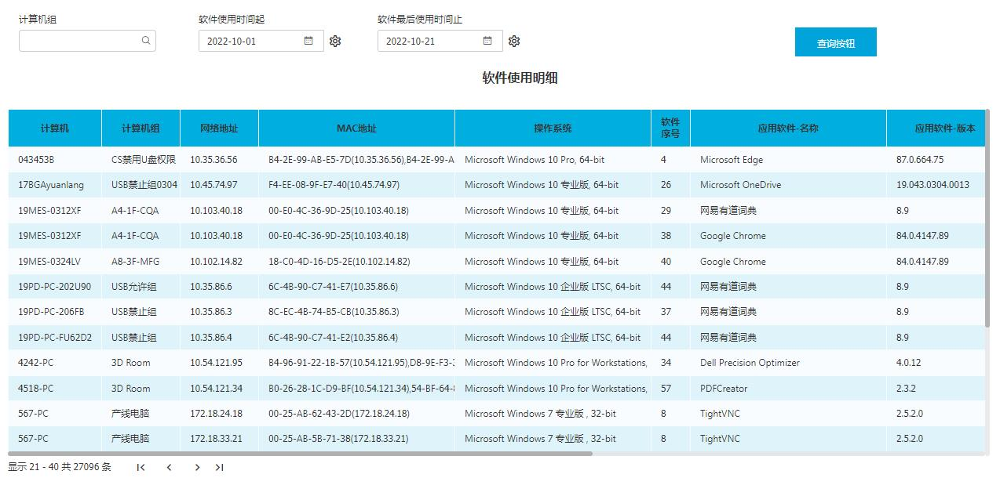 计算机组 软件使用时间起 软件最后使用时间止
2022-10-01 2022-10-21 查询按钮
软件使用明细
计算机 计算机组 网络地址 MAC地址 操作系统 软件序号 应用软件-名称 应用软件-版本
043453B CS禁用U盘权限 10.35.36.56 B4-2E-99-AB-E5-7D(10.35.36.56),B4-2E-99-A Microsoft Windows 10 Pro, 64-bit 4 Microsoft Edge 87.0.664.75
17BGAyuanlang USB禁止组0304 10.45.74.97 F4-EE-08-9F-E7-40(10.45.74.97) Microsoft Windows 10 专业版, 64-bit 26 Microsoft OneDrive 19.043.0304.0013
19MES-0312XF A4-1F-CQA 10.103.40.18 00-E0-4C-36-9D-25(10.103.40.18) Microsoft Windows 10 专业版, 64-bit 29 网易有道词典 8.9
19MES-0312XF A4-1F-CQA 10.103.40.18 00-E0-4C-36-9D-25(10.103.40.18) Microsoft Windows 10 专业版, 64-bit 38 Google Chrome 84.0.4147.89
19MES-0324LV A8-3F-MFG 10.102.14.82 18-C0-4D-16-D5-2E(10.102.14.82) Microsoft Windows 10 专业版, 64-bit 40 Google Chrome 84.0.4147.89
19PD-PC-202U90 USB允许组 10.35.86.6 6C-4B-90-C7-41-E7(10.35.86.6) Microsoft Windows 10 企业版 LTSC, 64-bit 44 网易有道词典 8.9
19PD-PC-206FB USB禁止组 10.35.86.3 8C-EC-4B-74-B5-CB(10.35.86.3) Microsoft Windows 10 企业版 LTSC, 64-bit 37 网易有道词典 8.9
19PD-PC-FU62D2 USB禁止组 10.35.86.4 6C-4B-90-C7-41-E2(10.35.86.4) Microsoft Windows 10 企业版 LTSC, 64-bit 44 网易有道词典 8.9
4242-PC 3D Room 10.54.121.95 B4-96-91-22-1B-57(10.54.121.95),D8-9E-F3-3 Microsoft Windows 10 Pro for Workstations, 34 Dell Precision Optimizer 4.0.12
4518-PC 3D Room 10.54.121.34 B0-26-28-1C-D9-BF(10.54.121.34),54-BF-64- Microsoft Windows 10 Pro for Workstations, 57 PDFCreator 2.3.2
567-PC 产线电脑 172.18.24.18 00-25-AB-62-43-2D(172.18.24.18) Microsoft Windows 7 专业版 , 32-bit 8 TightVNC 2.5.2.0
567-PC 产线电脑 172.18.33.21 00-25-AB-5B-71-38(172.18.33.21) Microsoft Windows 7 专业版 , 32-bit 8 TightVNC 2.5.2.0
显示 21 - 40 共 27096 条